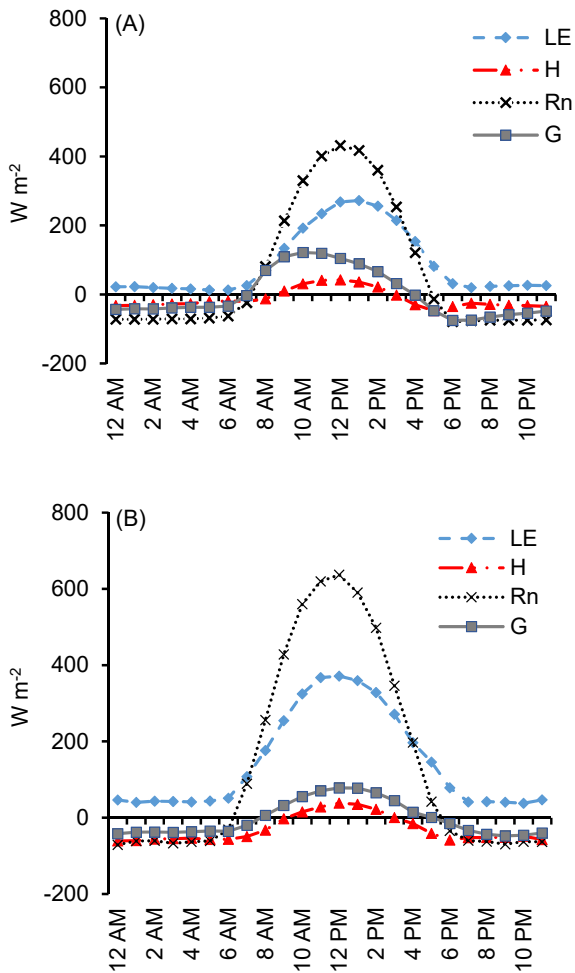 (A)
800
600
400
200
0
-200
W m-2
LE
H
Rn
G
12 AM
2 AM
4 AM
6 AM
8 AM
10 AM
12 PM
2 PM
4 PM
6 PM
8 PM
10 PM
(B)
800
600
400
200
0
-200
W m-2
LE
H
Rn
G
12 AM
2 AM
4 AM
6 AM
8 AM
10 AM
12 PM
2 PM
4 PM
6 PM
8 PM
10 PM